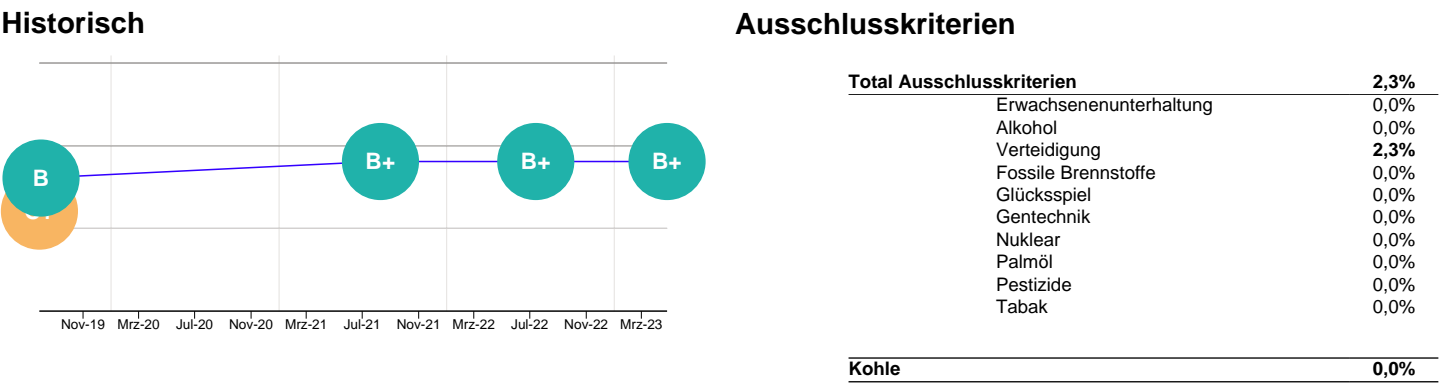 Historisch
B
B+
B+
B+
Nov-19 Mrz-20 Jul-20 Nov-20 Mrz-21 Jul-21 Nov-21 Mrz-22 Jul-22 Nov-22 Mrz-23
Ausschlusskriterien
Total Ausschlusskriterien 2,3%
Erwachsenenunterhaltung 0,0%
Alkohol 0,0%
Verteidigung 2,3%
Fossile Brennstoffe 0,0%
Glücksspiel 0,0%
Gentechnik 0,0%
Nuklear 0,0%
Palmöl 0,0%
Pestizide 0,0%
Tabak 0,0%
Kohle 0,0%